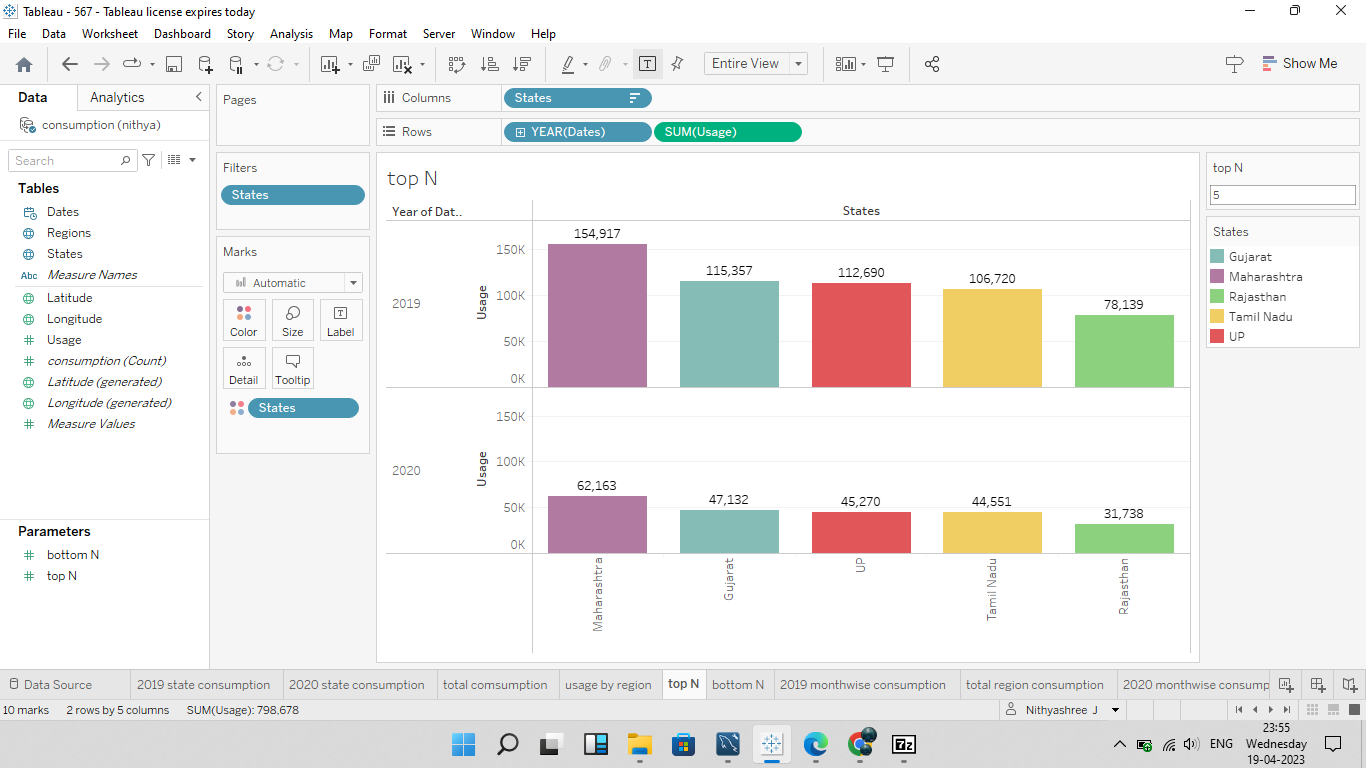 Tableau - 567 - Tableau license expires today
File Data Worksheet Dashboard Story Analysis Map Format Server Window Help
Entire View
Show Me
Data Analytics
consumption (nithya)
Search
Tables
Dates
Regions
States
Abc Measure Names
Latitude
Longitude
Usage
consumption (Count)
Latitude (generated)
Longitude (generated)
Measure Values
Parameters
bottom N
top N
Pages
Filters
States
Marks
Automatic
Color Size Label
Detail Tooltip
States
Columns States
Rows YEAR(Dates) SUM(Usage)
top N
Year of Dat..
States
2019
Usage
150K
100K
50K
0K
154,917
115,357
112,690
106,720
78,139
2020
Usage
150K
100K
50K
0K
62,163
47,132
45,270
44,551
31,738
Maharashtra
Gujarat
UP
Tamil Nadu
Rajasthan
top N
5
States
Gujarat
Maharashtra
Rajasthan
Tamil Nadu
UP
Data Source 2019 state consumption 2020 state consumption total comsumption usage by region top N bottom N 2019 monthwise consumption total region consumption 2020 monthwise consump
10 marks 2 rows by 5 columns SUM(Usage): 798,678
Nithyashree J
7z
ENG
23:55
Wednesday
19-04-2023